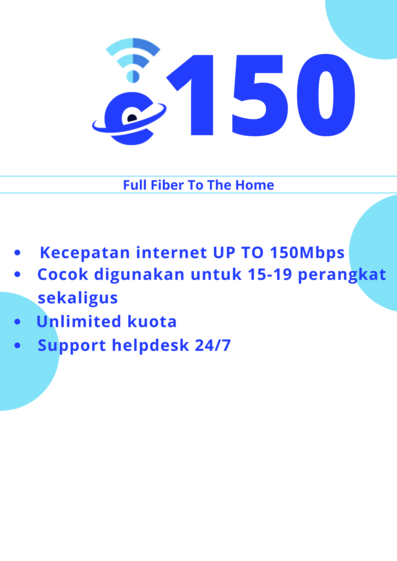 e150
Full Fiber To The Home
• Kecepatan internet UP TO 150Mbps
• Cocok digunakan untuk 15-19 perangkat
sekaligus
• Unlimited kuota
• Support helpdesk 24/7